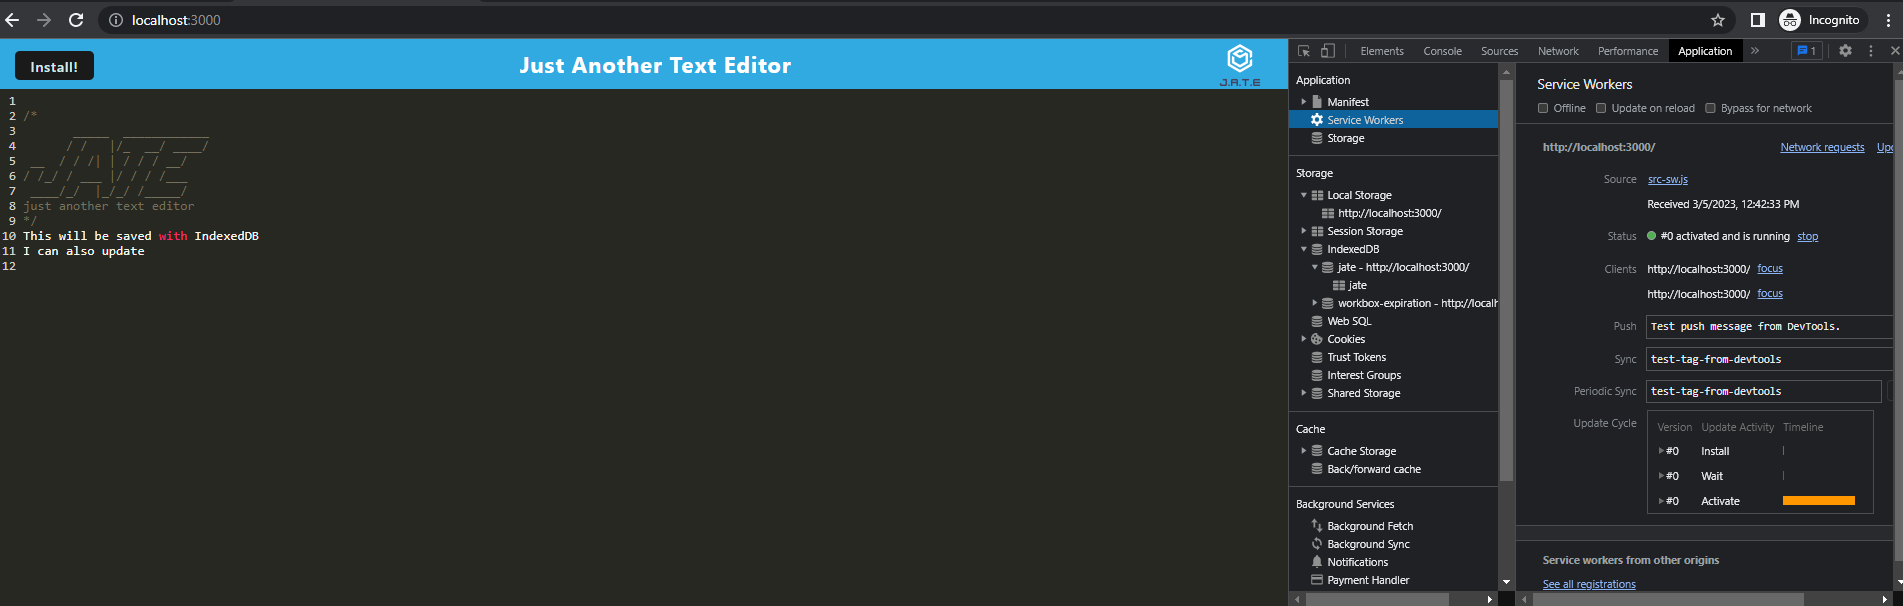 localhost:3000
Incognito
Install!
Just Another Text Editor
J.A.T.E
1
2 /*
3
4
5
6
7
8 just another text editor
9 */
10 This will be saved with IndexedDB
11 I can also update
12
Elements Console Sources Network Performance Application » 1
Application
Manifest
Service Workers
Storage
Storage
Local Storage
http://localhost:3000/
Session Storage
IndexedDB
jate - http://localhost:3000/
jate
workbox-expiration - http://localh
Web SQL
Cookies
Trust Tokens
Interest Groups
Shared Storage
Cache
Cache Storage
Back/forward cache
Background Services
Background Fetch
Background Sync
Notifications
Payment Handler
Service Workers
Offline Update on reload Bypass for network
http://localhost:3000/ Network requests Upd
Source src-sw.js
Received 3/5/2023, 12:42:33 PM
Status #0 activated and is running stop
Clients http://localhost:3000/ focus
http://localhost:3000/ focus
Push Test push message from DevTools.
Sync test-tag-from-devtools
Periodic Sync test-tag-from-devtools
Update Cycle Version Update Activity Timeline
#0 Install
#0 Wait
#0 Activate
Service workers from other origins
See all registrations